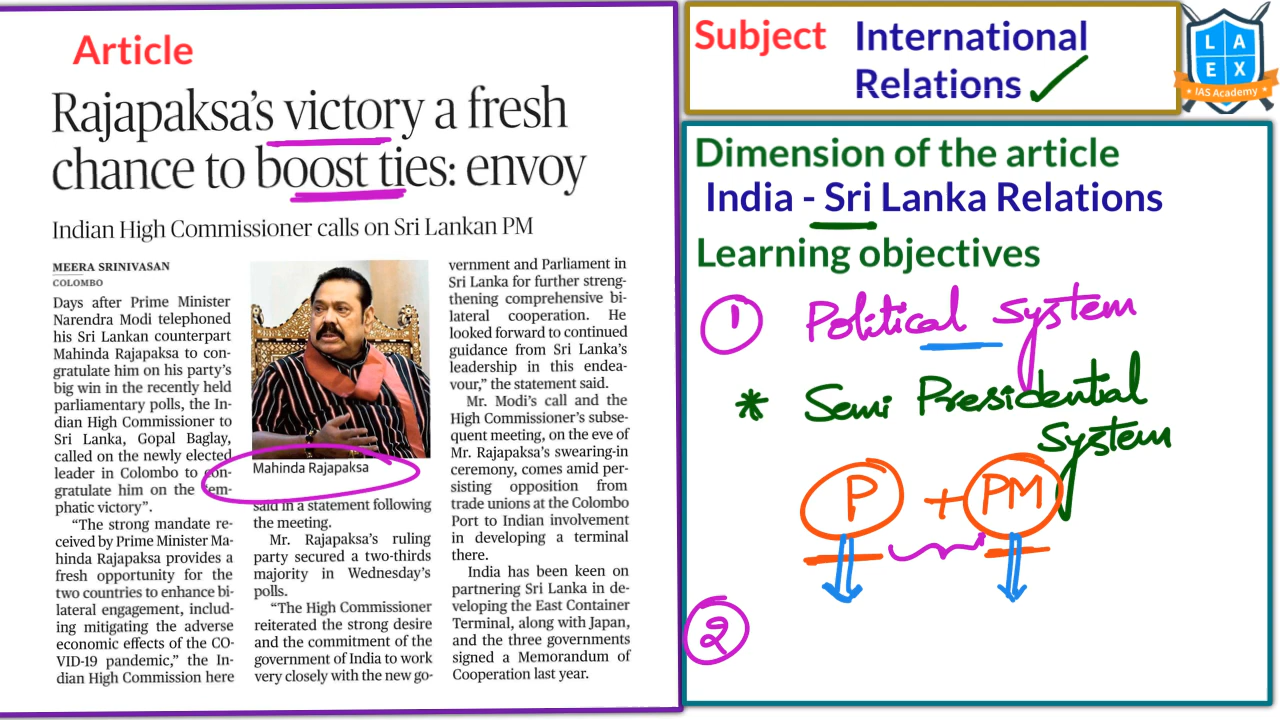 Article
Rajapaksa's victory a fresh
chance to boost ties: envoy
Indian High Commissioner calls on Sri Lankan PM
MEERA SRINIVASAN
COLOMBO
Days after Prime Minister
Narendra Modi telephoned
his Sri Lankan counterpart
Mahinda Rajapaksa to con-
gratulate him on his party's
big win in the recently held
parliamentary polls, the In-
dian High Commissioner to
Sri Lanka, Gopal Baglay,
called on the newly elected
leader in Colombo to con-
gratulate him on the "em-
phatic victory".
"The strong mandate re-
ceived by Prime Minister Ma-
hinda Rajapaksa provides a
fresh opportunity for the
two countries to enhance bi-
lateral engagement, includ-
ing mitigating the adverse
economic effects of the CO-
VID-19 pandemic," the In-
dian High Commission here
Mahinda Rajapaksa
said in a statement following
the meeting.
Mr. Rajapaksa's ruling
party secured a two-thirds
majority in Wednesday's
polls.
"The High Commissioner
reiterated the strong desire
and the commitment of the
government of India to work
very closely with the new go-
vernment and Parliament in
Sri Lanka for further streng-
thening comprehensive bi-
lateral cooperation. He
looked forward to continued
guidance from Sri Lanka's
leadership in this endea-
vour," the statement said.
Mr. Modi's call and the
High Commissioner's subse-
quent meeting, on the eve of
Mr. Rajapaksa's swearing-in
ceremony, comes amid per-
sisting opposition from
trade unions at the Colombo
Port to Indian involvement
in developing a terminal
there.
India has been keen on
partnering Sri Lanka in de-
veloping the East Container
Terminal, along with Japan,
and the three governments
signed a Memorandum of
Cooperation last year.
Subject International
Relations
L A
E X
IAS Academy
Dimension of the article
India - Sri Lanka Relations
Learning objectives
1 Political System
* Semi Presidential
System
P + PM
2